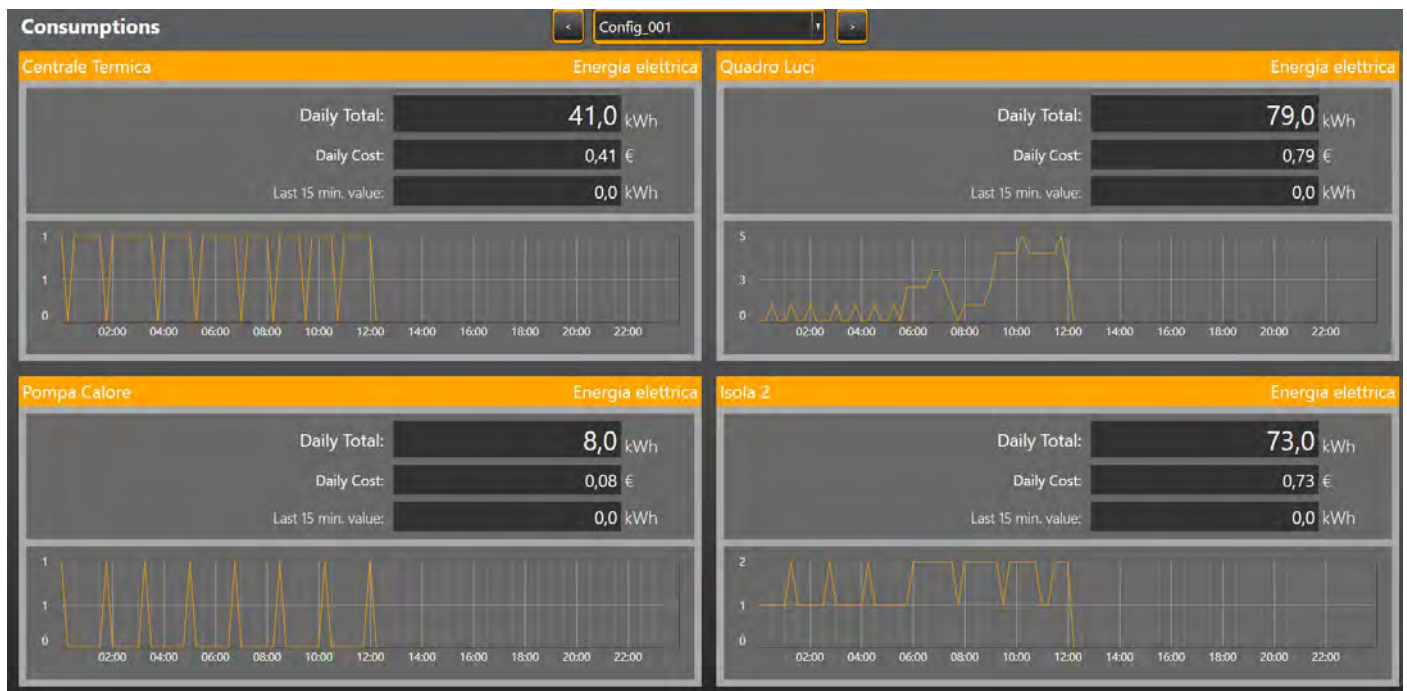 Consumptions
< Config_001 >
Centrale Termica Energia elettrica
Daily Total: 41,0 kWh
Daily Cost: 0,41 €
Last 15 min. value: 0,0 kWh
1
1
0
02:00 04:00 06:00 08:00 10:00 12:00 14:00 16:00 18:00 20:00 22:00
Quadro Luci Energia elettrica
Daily Total: 79,0 kWh
Daily Cost: 0,79 €
Last 15 min. value: 0,0 kWh
5
3
0
02:00 04:00 06:00 08:00 10:00 12:00 14:00 16:00 18:00 20:00 22:00
Pompa Calore Energia elettrica
Daily Total: 8,0 kWh
Daily Cost: 0,08 €
Last 15 min. value: 0,0 kWh
1
1
0
02:00 04:00 06:00 08:00 10:00 12:00 14:00 16:00 18:00 20:00 22:00
Isola 2 Energia elettrica
Daily Total: 73,0 kWh
Daily Cost: 0,73 €
Last 15 min. value: 0,0 kWh
2
1
0
02:00 04:00 06:00 08:00 10:00 12:00 14:00 16:00 18:00 20:00 22:00